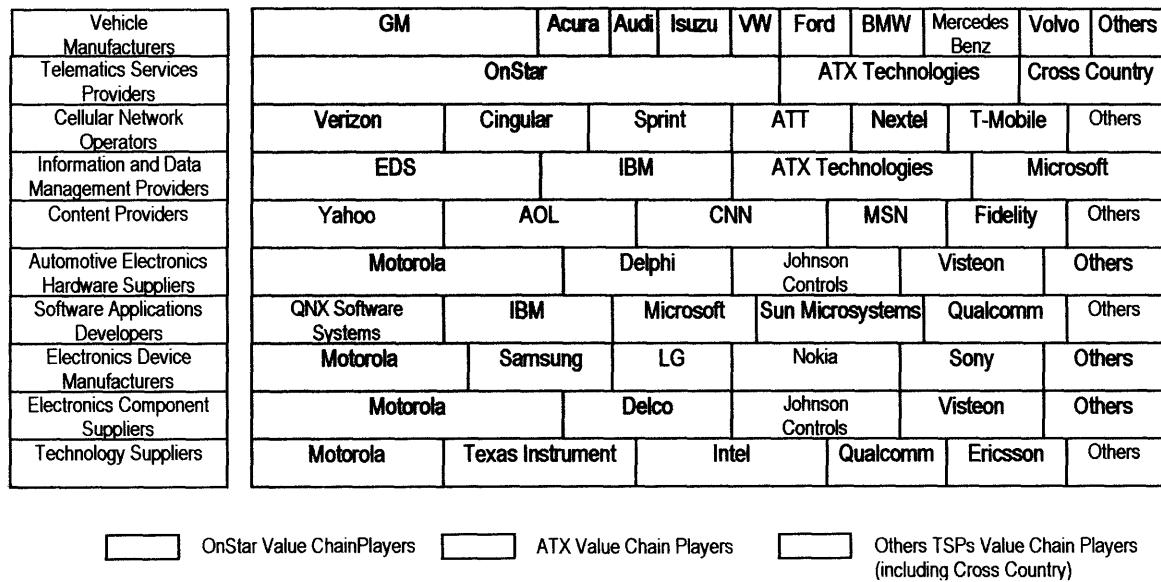 Vehicle Manufacturers GM Acura Audi Isuzu VW Ford BMW Mercedes Benz Volvo Others
Telematics Services Providers OnStar ATX Technologies Cross Country
Cellular Network Operators Verizon Cingular Sprint ATT Nextel T-Mobile Others
Information and Data Management Providers EDS IBM ATX Technologies Microsoft
Content Providers Yahoo AOL CNN MSN Fidelity Others
Automotive Electronics Hardware Suppliers Motorola Delphi Johnson Controls Visteon Others
Software Applications Developers QNX Software Systems IBM Microsoft Sun Microsystems Qualcomm Others
Electronics Device Manufacturers Motorola Samsung LG Nokia Sony Others
Electronics Component Suppliers Motorola Delco Johnson Controls Visteon Others
Technology Suppliers Motorola Texas Instrument Intel Qualcomm Ericsson Others
OnStar Value ChainPlayers ATX Value Chain Players Others TSPs Value Chain Players
(including Cross Country)